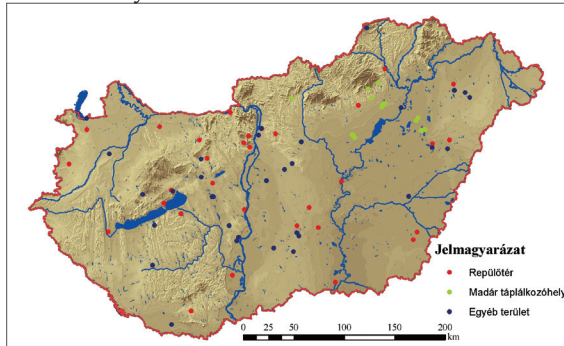 Jelmagyarázat
Repülőtér
Madár táplálkozóhely
Egyéb terület
0 25 50 100 150 200
km